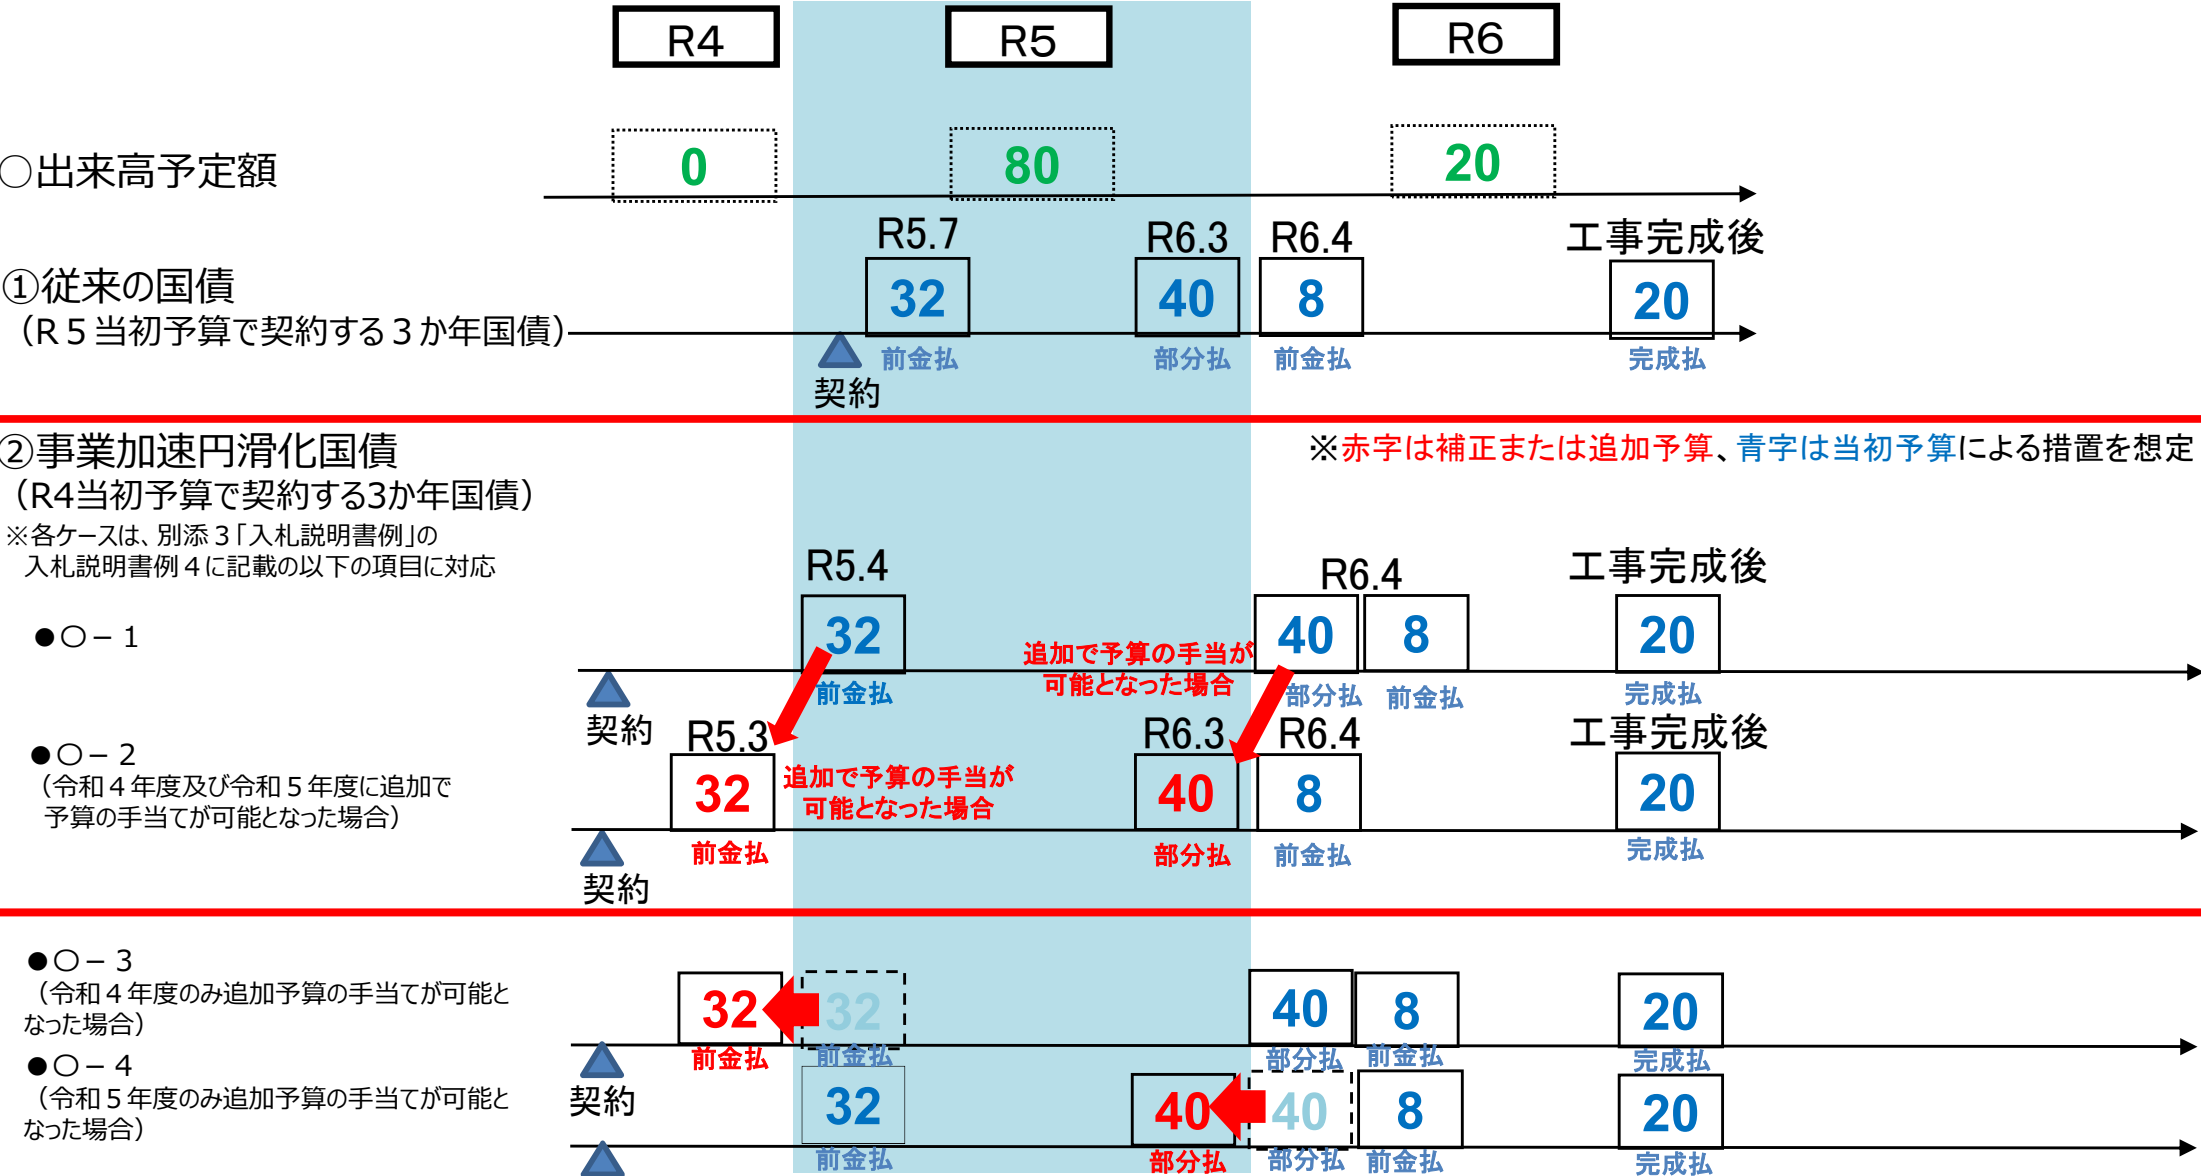 R4 R5 R6
○出来高予定額 0 80 20
R5.7 R6.3 R6.4 工事完成後
①従来の国債
（R５当初予算で契約する３か年国債） 32 40 8 20
前金払 部分払 前金払 完成払
契約
②事業加速円滑化国債
（R4当初予算で契約する3か年国債）
※赤字は補正または追加予算、青字は当初予算による措置を想定
※各ケースは、別添３「入札説明書例」の
入札説明書例４に記載の以下の項目に対応
R5.4 R6.4 工事完成後
●○－１ 32 40 8 20
追加で予算の手当が
可能となった場合
前金払 部分払 前金払 完成払
契約
R5.3 R6.3 R6.4 工事完成後
●○－２
（令和４年度及び令和５年度に追加で
予算の手当てが可能となった場合）
32 40 8 20
追加で予算の手当が
可能となった場合
前金払 部分払 前金払 完成払
契約
●○－３
（令和４年度のみ追加予算の手当てが可能と
なった場合）
32 32 40 8 20
前金払 前金払 部分払 前金払 完成払
契約
●○－４
（令和５年度のみ追加予算の手当てが可能と
なった場合）
32 40 40 8 20
前金払 部分払 部分払 前金払 完成払